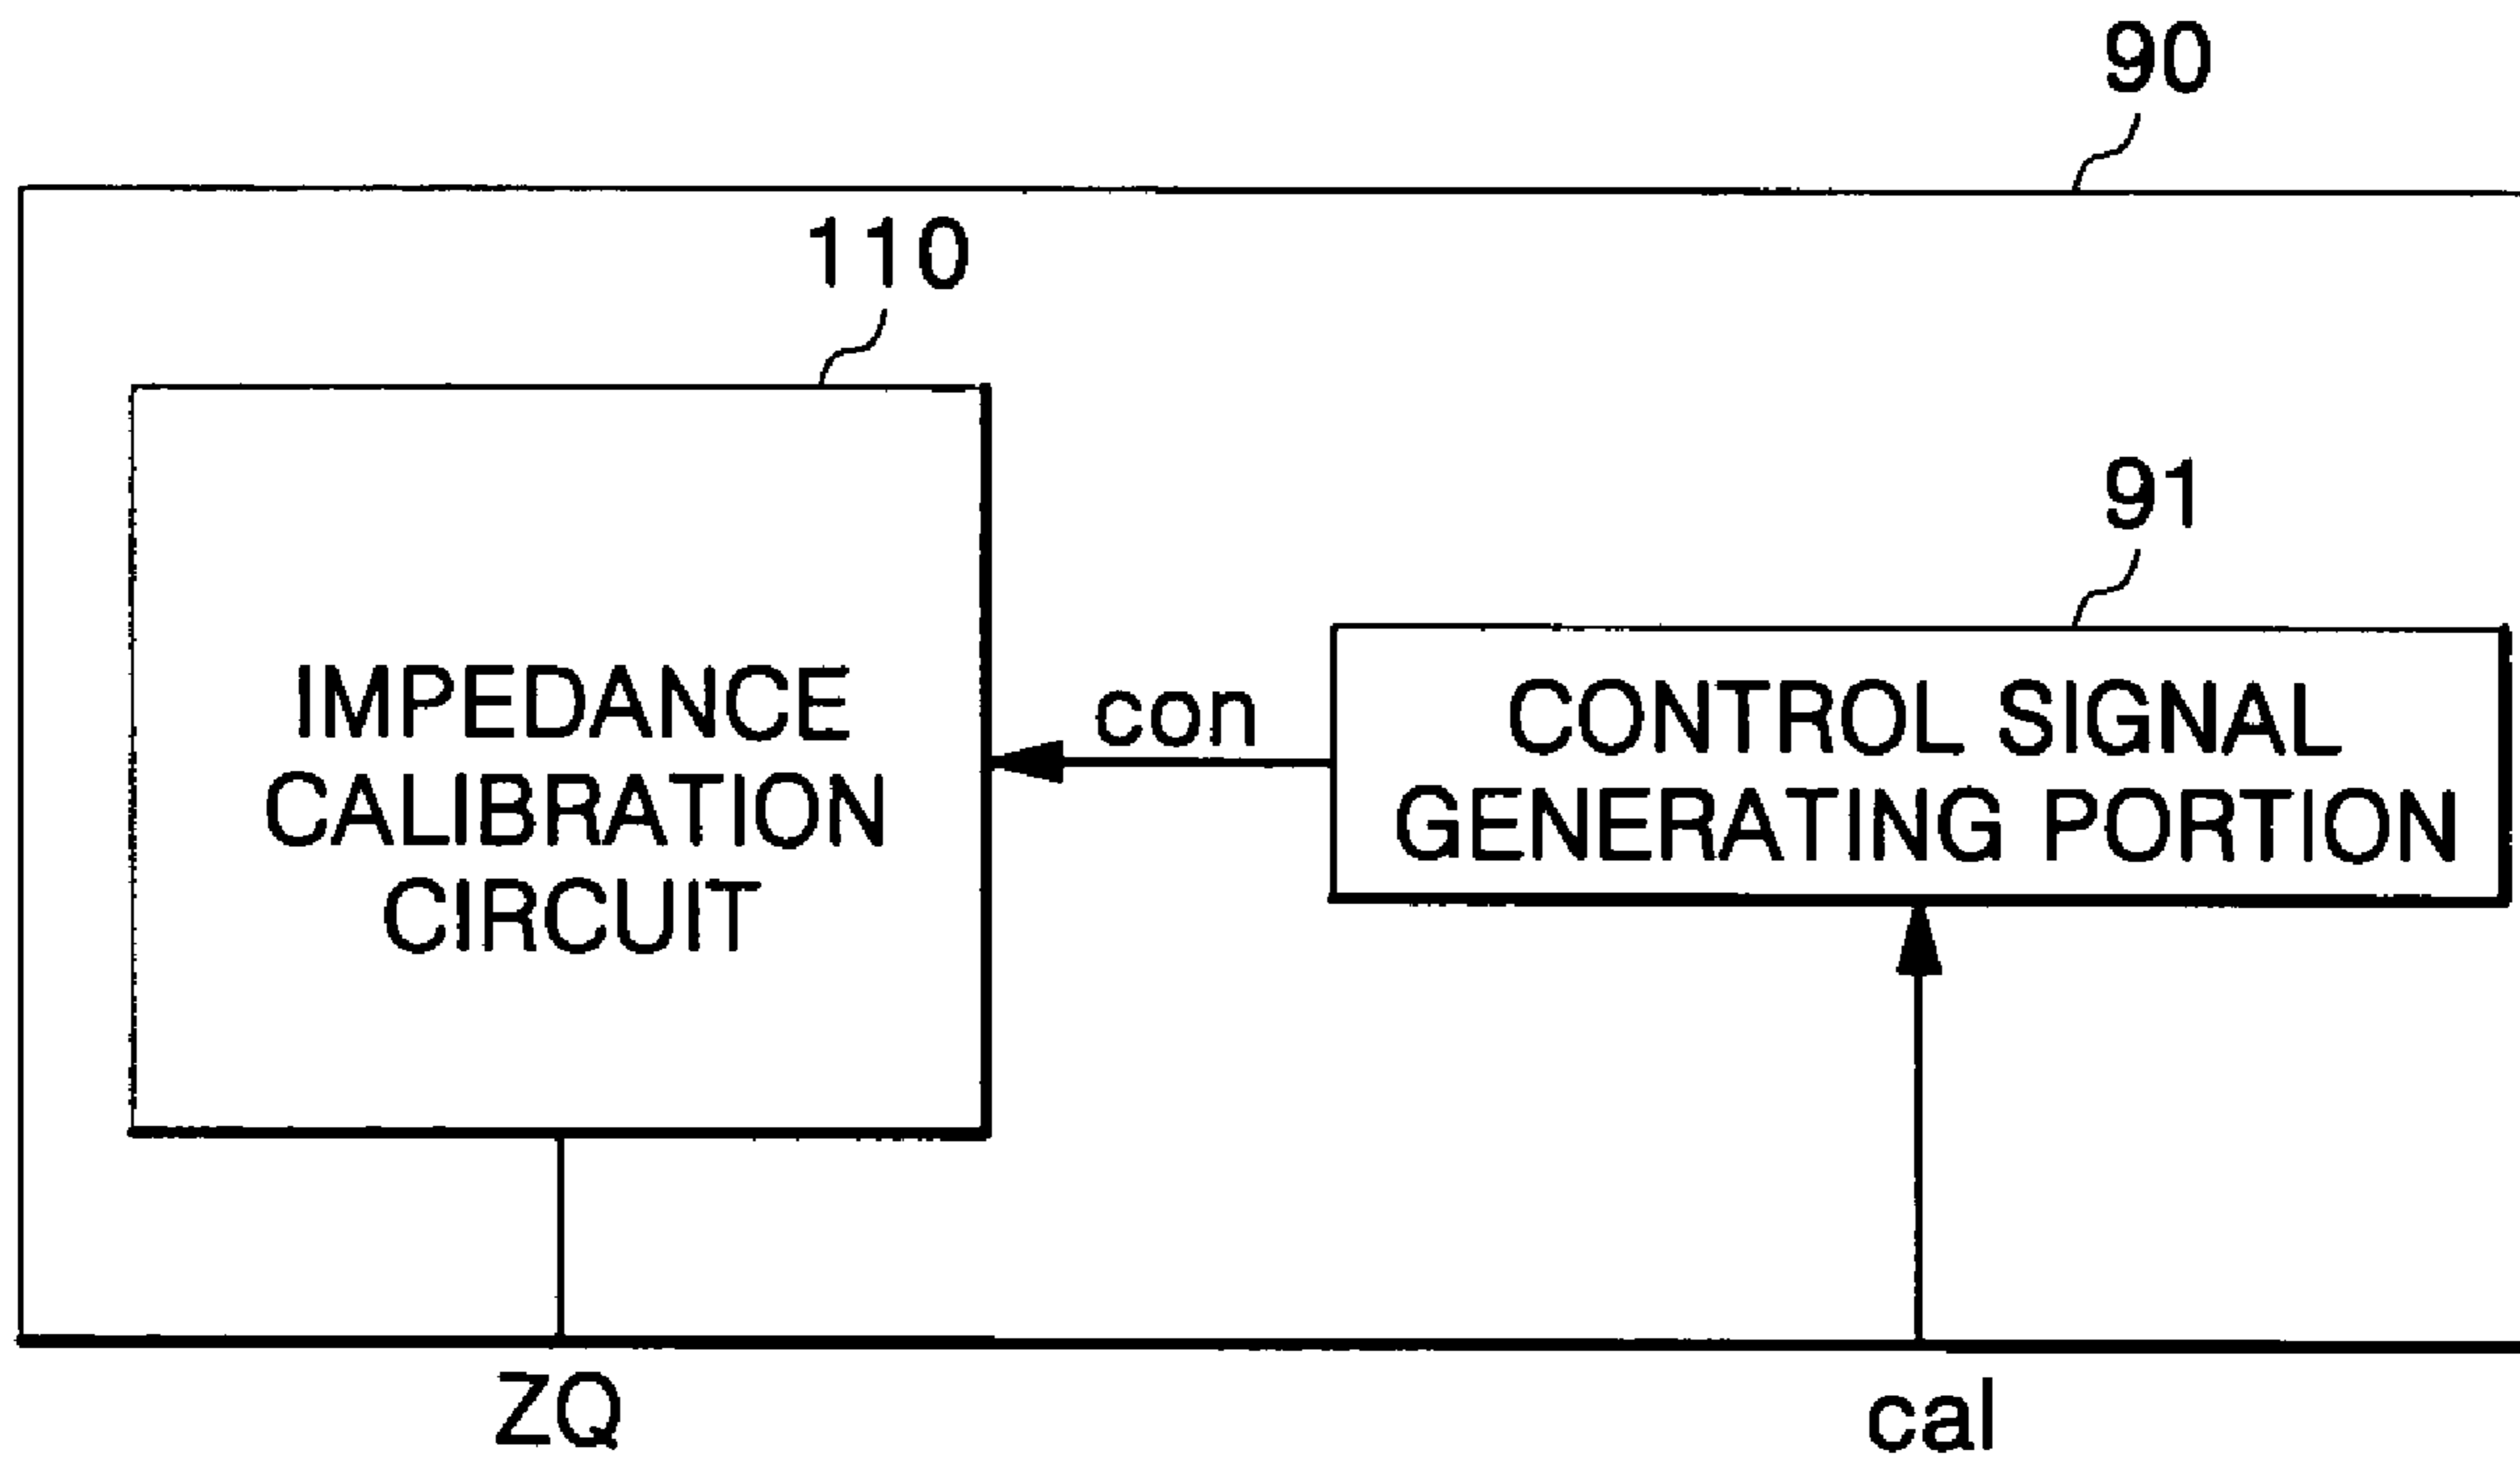 90
110
91
IMPEDANCE
CALIBRATION
CIRCUIT
con
CONTROL SIGNAL
GENERATING PORTION
ZQ
cal